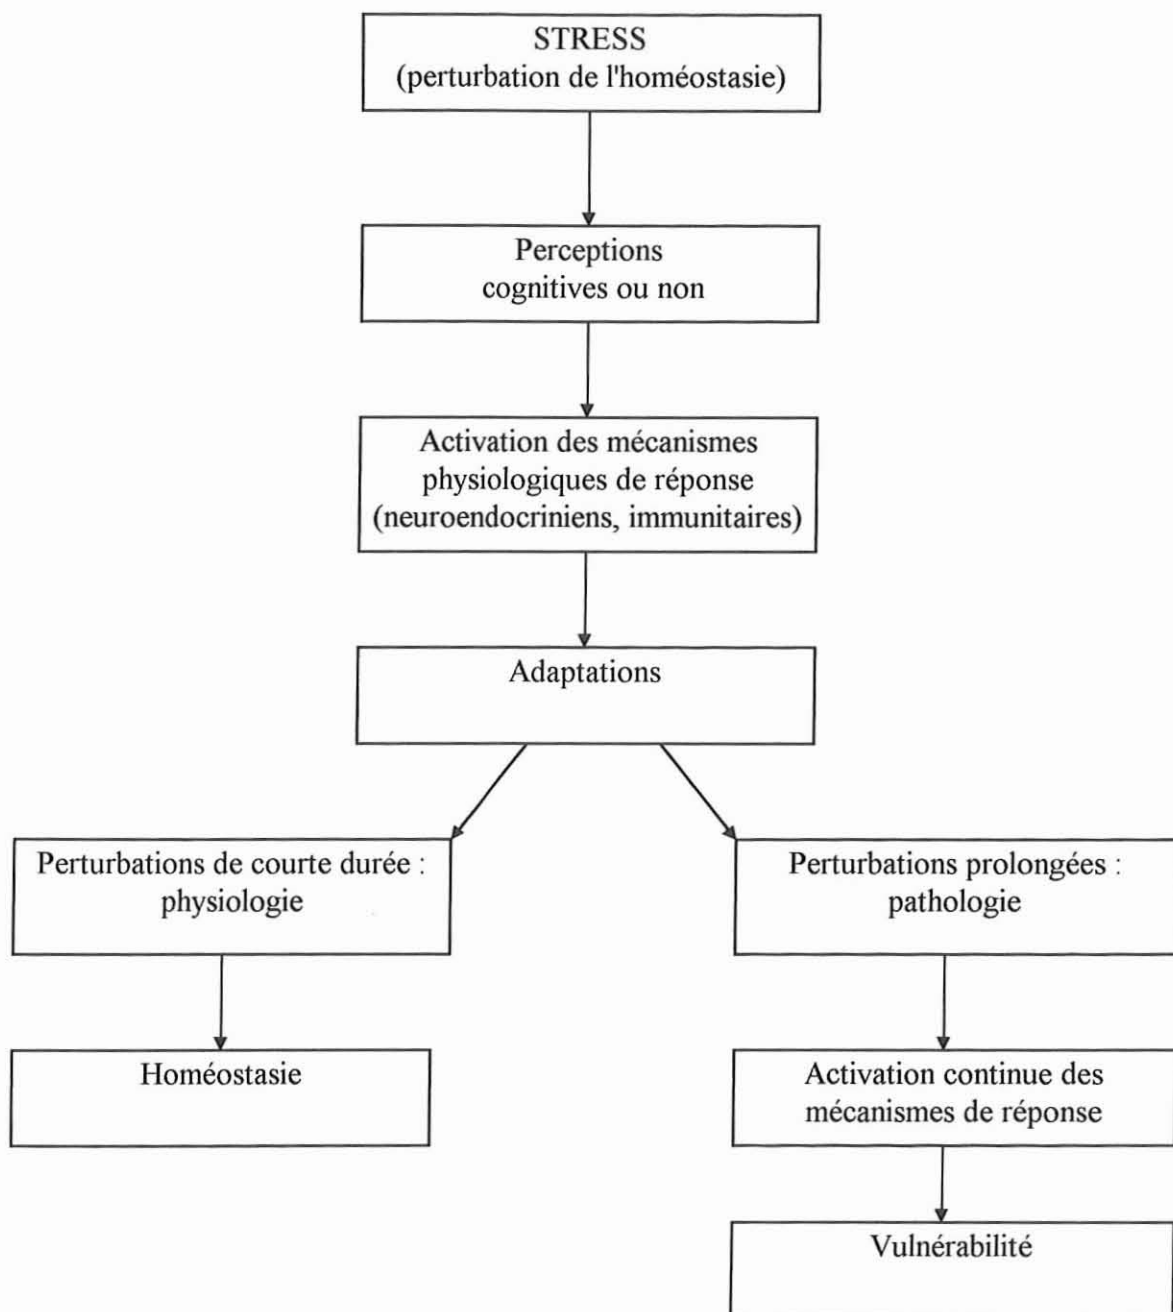 STRESS
(perturbation de l'homéostasie)
Perceptions
cognitives ou non
Activation des mécanismes
physiologiques de réponse
(neuroendocriniens, immunitaires)
Adaptations
Perturbations de courte durée :
physiologie
Perturbations prolongées :
pathologie
Homéostasie
Activation continue des
mécanismes de réponse
Vulnérabilité